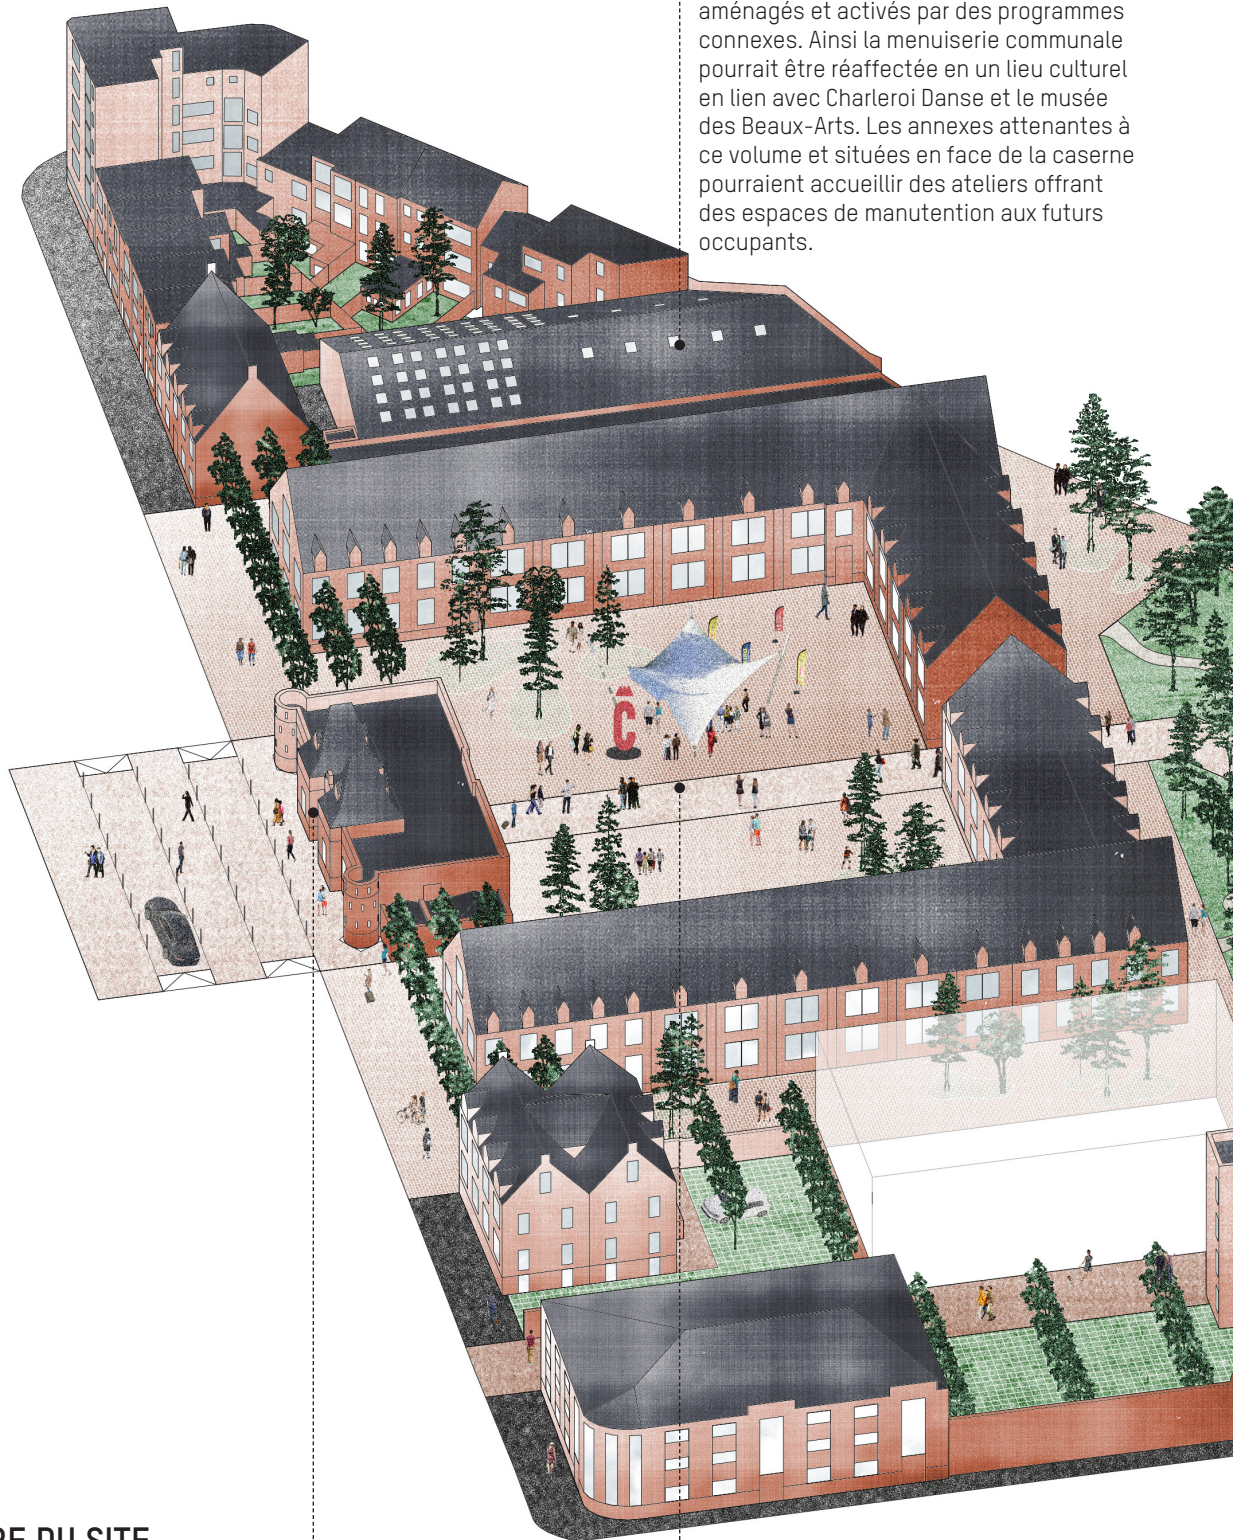 aménagés et activés par des programmes
connexes. Ainsi la menuiserie communale
pourrait être réaffectée en un lieu culturel
en lien avec Charleroi Danse et le musée
des Beaux-Arts. Les annexes attenantes à
ce volume et situées en face de la caserne
pourraient accueillir des ateliers offrant
des espaces de manutention aux futurs
occupants.
C
DU SITE